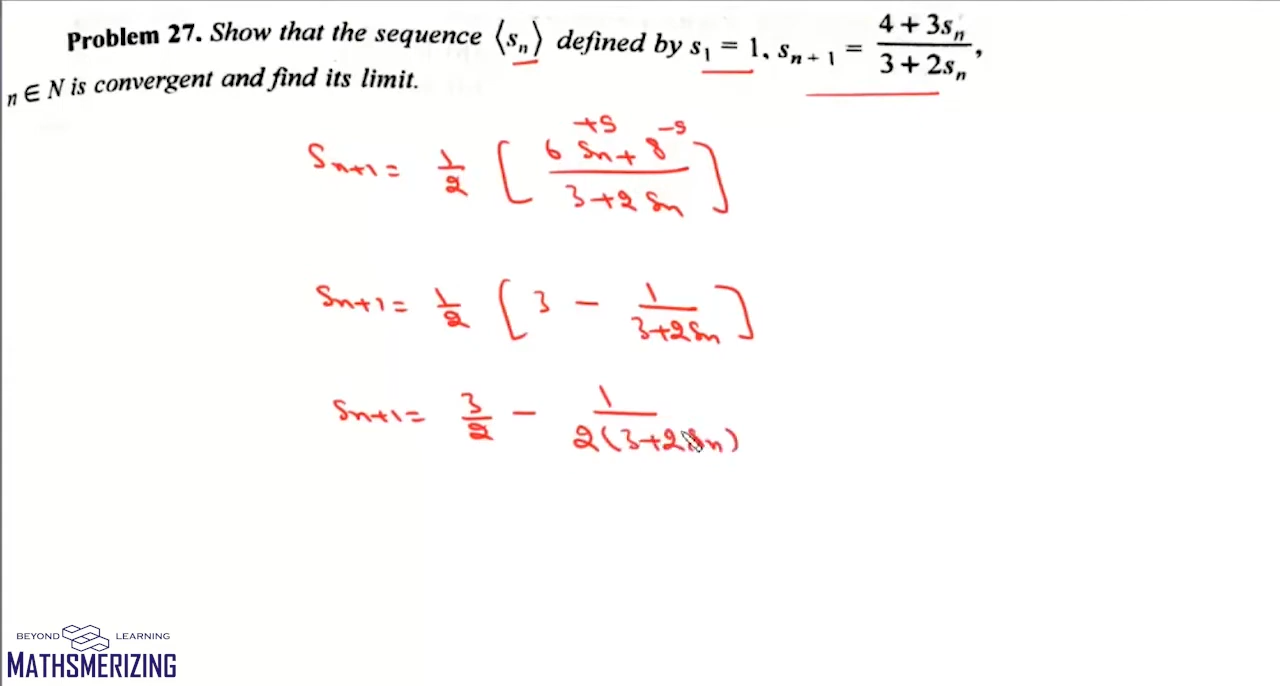 Problem 27. Show that the sequence ⟨sₙ⟩ defined by s₁ = 1, sₙ₊₁ = (4 + 3sₙ)/(3 + 2sₙ),
n ∈ N is convergent and find its limit.
Sn+1 = 1/2 [ (6 Sn +9 + 8 -9)/(3+2Sn) ]
Sn+1 = 1/2 [ 3 - 1/(3+2Sn) ]
Sn+1 = 3/2 - 1/(2(3+2Sn))
BEYOND LEARNING
MATHSMERIZING